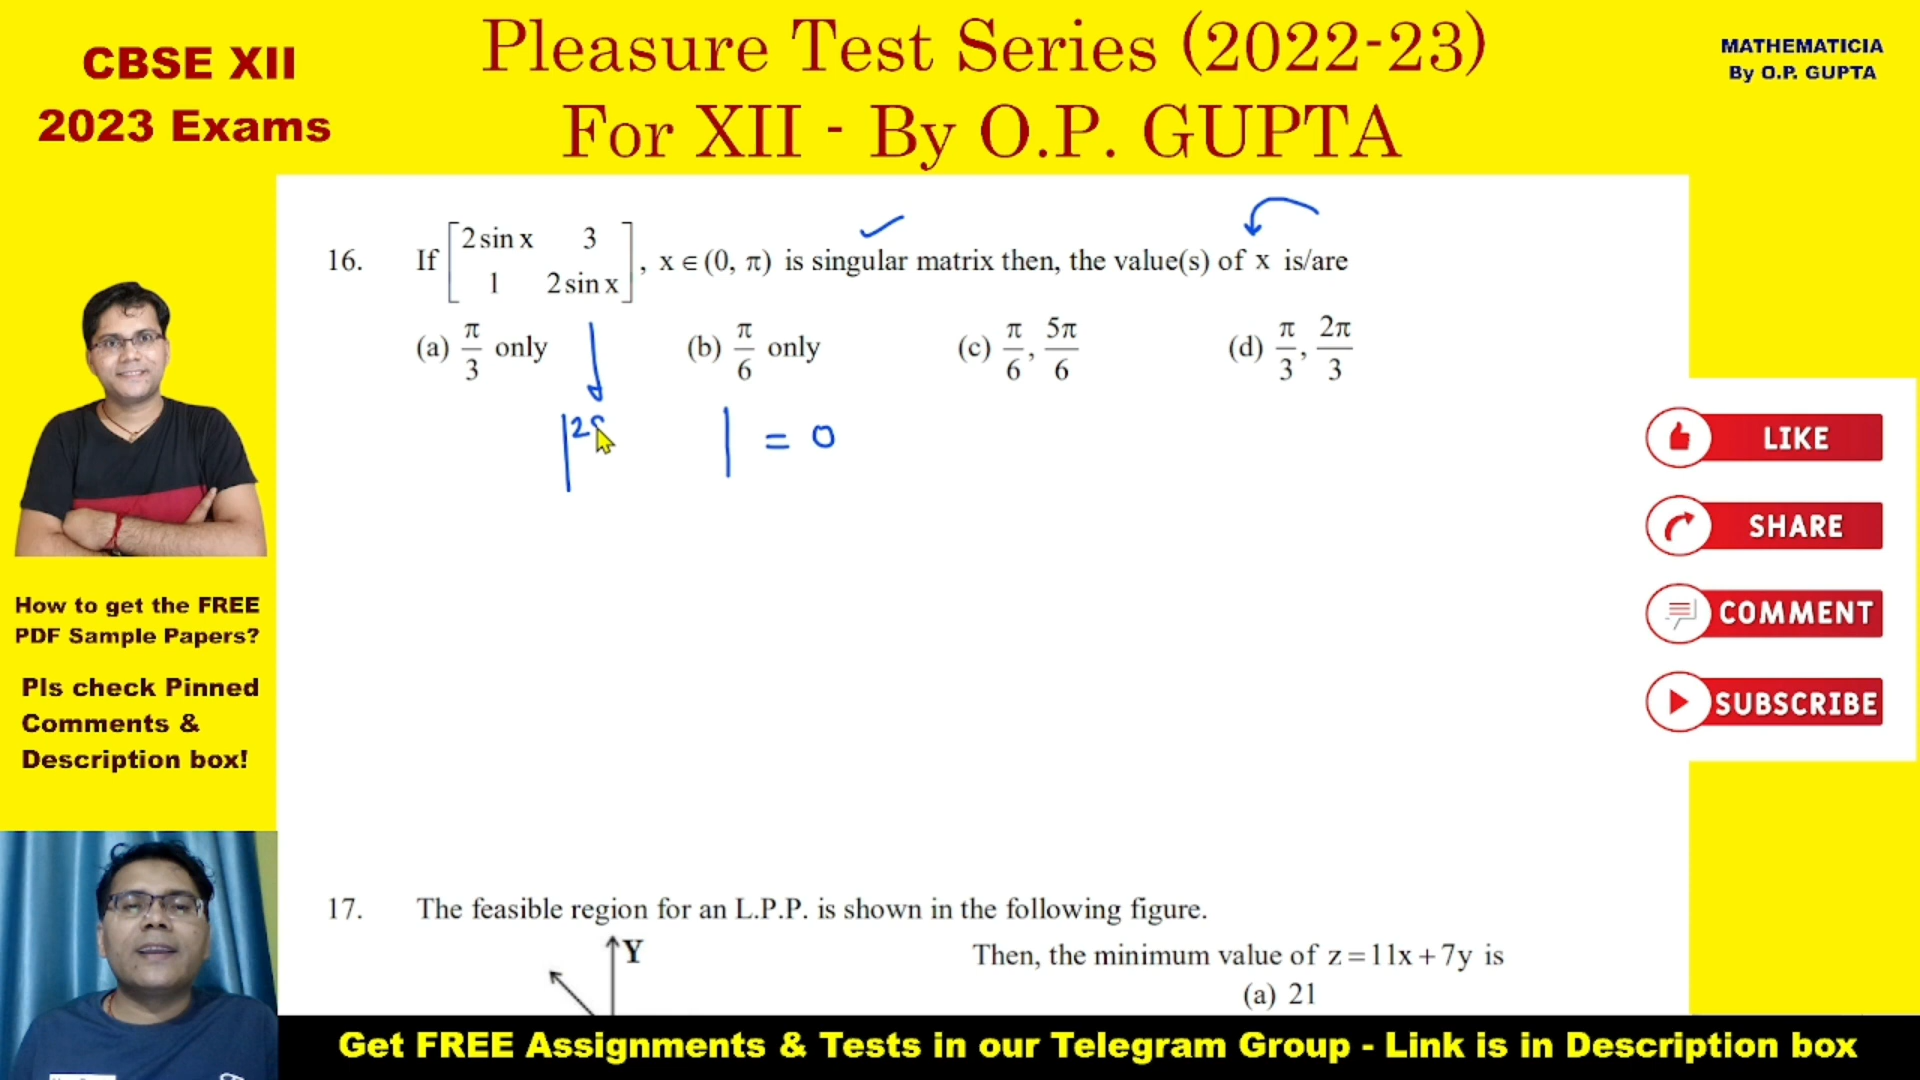 CBSE XII
2023 Exams
Pleasure Test Series (2022-23)
For XII - By O.P. GUPTA
MATHEMATICIA
By O.P. GUPTA
16. If [2 sin x 3
1 2 sin x], x ∈ (0, π) is singular matrix then, the value(s) of x is/are
(a) π/3 only (b) π/6 only (c) π/6, 5π/6 (d) π/3, 2π/3
|2s | = 0
LIKE
SHARE
COMMENT
SUBSCRIBE
How to get the FREE
PDF Sample Papers?
Pls check Pinned
Comments &
Description box!
17. The feasible region for an L.P.P. is shown in the following figure.
Y
Then, the minimum value of z=11x+7y is
(a) 21
Get FREE Assignments & Tests in our Telegram Group - Link is in Description box